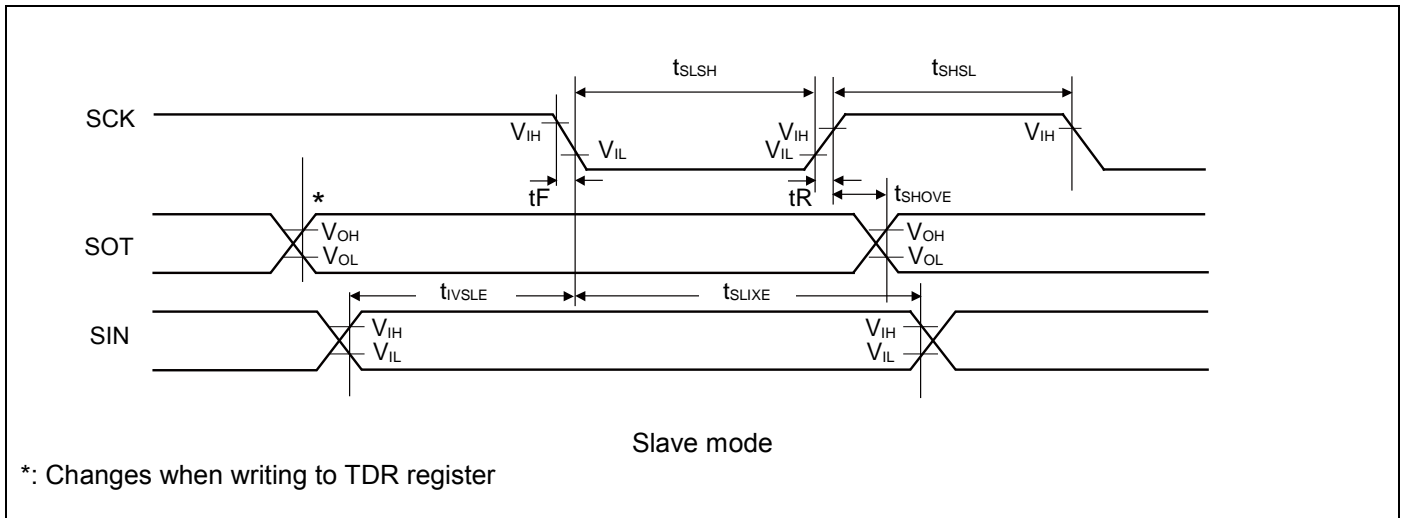 tSLSH tSHSL
SCK VIH VIL VIL VIH VIH
tF tR tSHOVE
*
SOT VOH VOL VOH VOL
tIVSLE tSLIXE
SIN VIH VIL VIH VIL
Slave mode
*: Changes when writing to TDR register